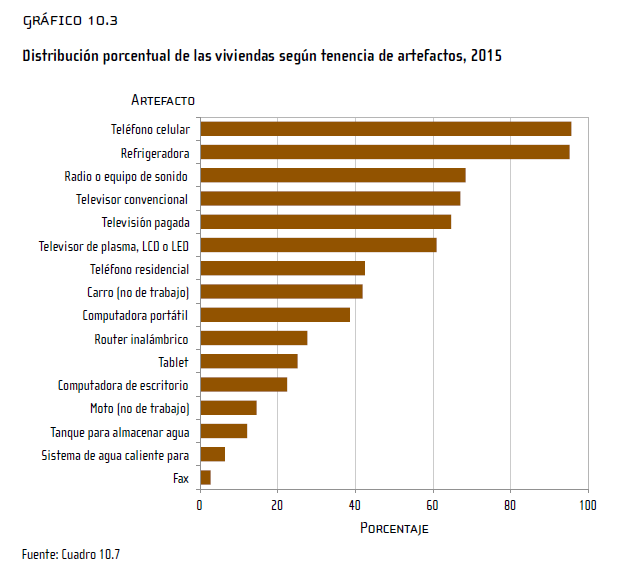 GRÁFICO 10.3
Distribución porcentual de las viviendas según tenencia de artefactos, 2015
ARTEFACTO
Teléfono celular
Refrigeradora
Radio o equipo de sonido
Televisor convencional
Televisión pagada
Televisor de plasma, LCD o LED
Teléfono residencial
Carro (no de trabajo)
Computadora portátil
Router inalámbrico
Tablet
Computadora de escritorio
Moto (no de trabajo)
Tanque para almacenar agua
Sistema de agua caliente para
Fax
0 20 40 60 80 100
PORCENTAJE
Fuente: Cuadro 10.7